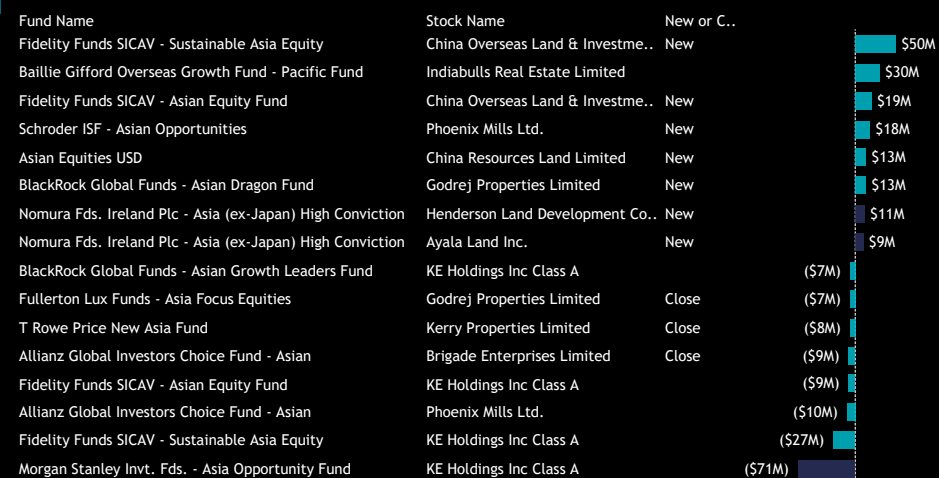 Fund Name Stock Name New or C..
Fidelity Funds SICAV - Sustainable Asia Equity China Overseas Land & Investme.. New $50M
Baillie Gifford Overseas Growth Fund - Pacific Fund Indiabulls Real Estate Limited $30M
Fidelity Funds SICAV - Asian Equity Fund China Overseas Land & Investme.. New $19M
Schroder ISF - Asian Opportunities Phoenix Mills Ltd. New $18M
Asian Equities USD China Resources Land Limited New $13M
BlackRock Global Funds - Asian Dragon Fund Godrej Properties Limited New $13M
Nomura Fds. Ireland Plc - Asia (ex-Japan) High Conviction Henderson Land Development Co.. New $11M
Nomura Fds. Ireland Plc - Asia (ex-Japan) High Conviction Ayala Land Inc. New $9M
BlackRock Global Funds - Asian Growth Leaders Fund KE Holdings Inc Class A ($7M)
Fullerton Lux Funds - Asia Focus Equities Godrej Properties Limited Close ($7M)
T Rowe Price New Asia Fund Kerry Properties Limited Close ($8M)
Allianz Global Investors Choice Fund - Asian Brigade Enterprises Limited Close ($9M)
Fidelity Funds SICAV - Asian Equity Fund KE Holdings Inc Class A ($9M)
Allianz Global Investors Choice Fund - Asian Phoenix Mills Ltd. ($10M)
Fidelity Funds SICAV - Sustainable Asia Equity KE Holdings Inc Class A ($27M)
Morgan Stanley Invt. Fds. - Asia Opportunity Fund KE Holdings Inc Class A ($71M)